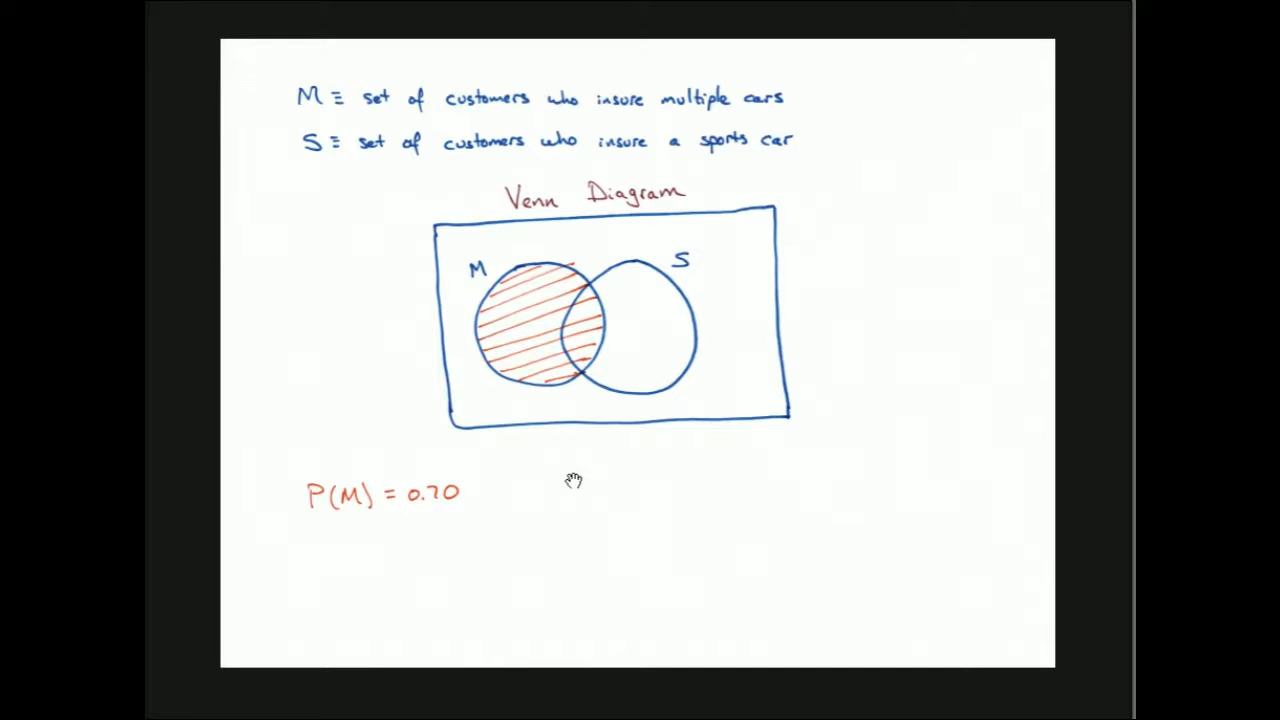 M ≡ set of customers who insure multiple cars
S ≡ set of customers who insure a sports car
Venn Diagram
M
S
P(M) = 0.70